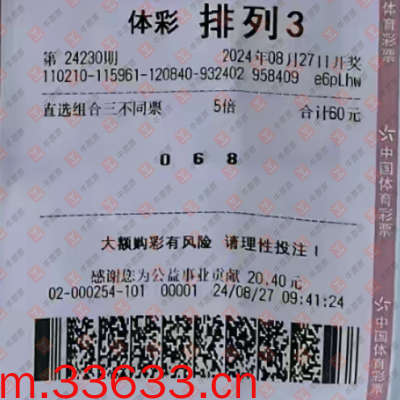 体彩 排列3
第 24230期 2024年08月27日开奖
110210-115961-120840-932402 958409 e6pLhw
直选组合三不同票 5倍 合计60元
0 6 8
大额购彩有风险 请理性投注!
感谢您为公益事业贡献 20.40元
02-000254-101 00001 24/08/27 09:41:24
m.33633.cn
体育彩票
中国体育彩票
中国体育彩票